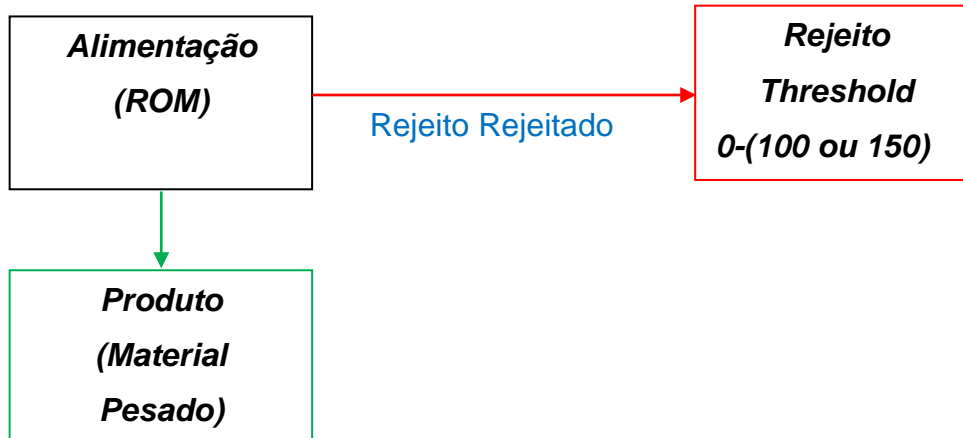 Alimentação
(ROM)
Rejeito Rejeitado
Rejeito
Threshold
0-(100 ou 150)
Produto
(Material
Pesado)